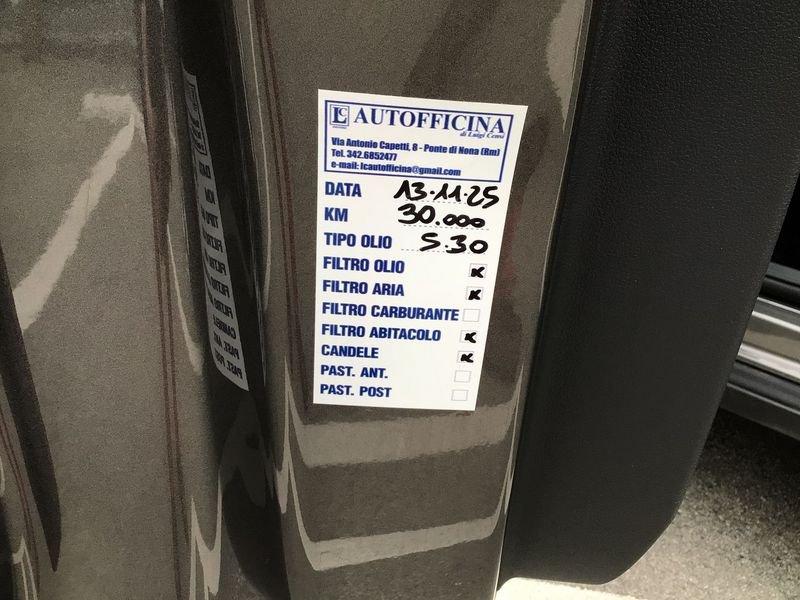 LC AUTOFFICINA
di Luigi Censi
Via Antonio Capetti, 8 - Ponte di Nona (Rm)
Tel. 342.6852477
e-mail: lcautofficina@gmail.com
DATA 13.11.25
KM 30.000
TIPO OLIO 5.30
FILTRO OLIO
FILTRO ARIA
FILTRO CARBURANTE
FILTRO ABITACOLO
CANDELE
PAST. ANT.
PAST. POST